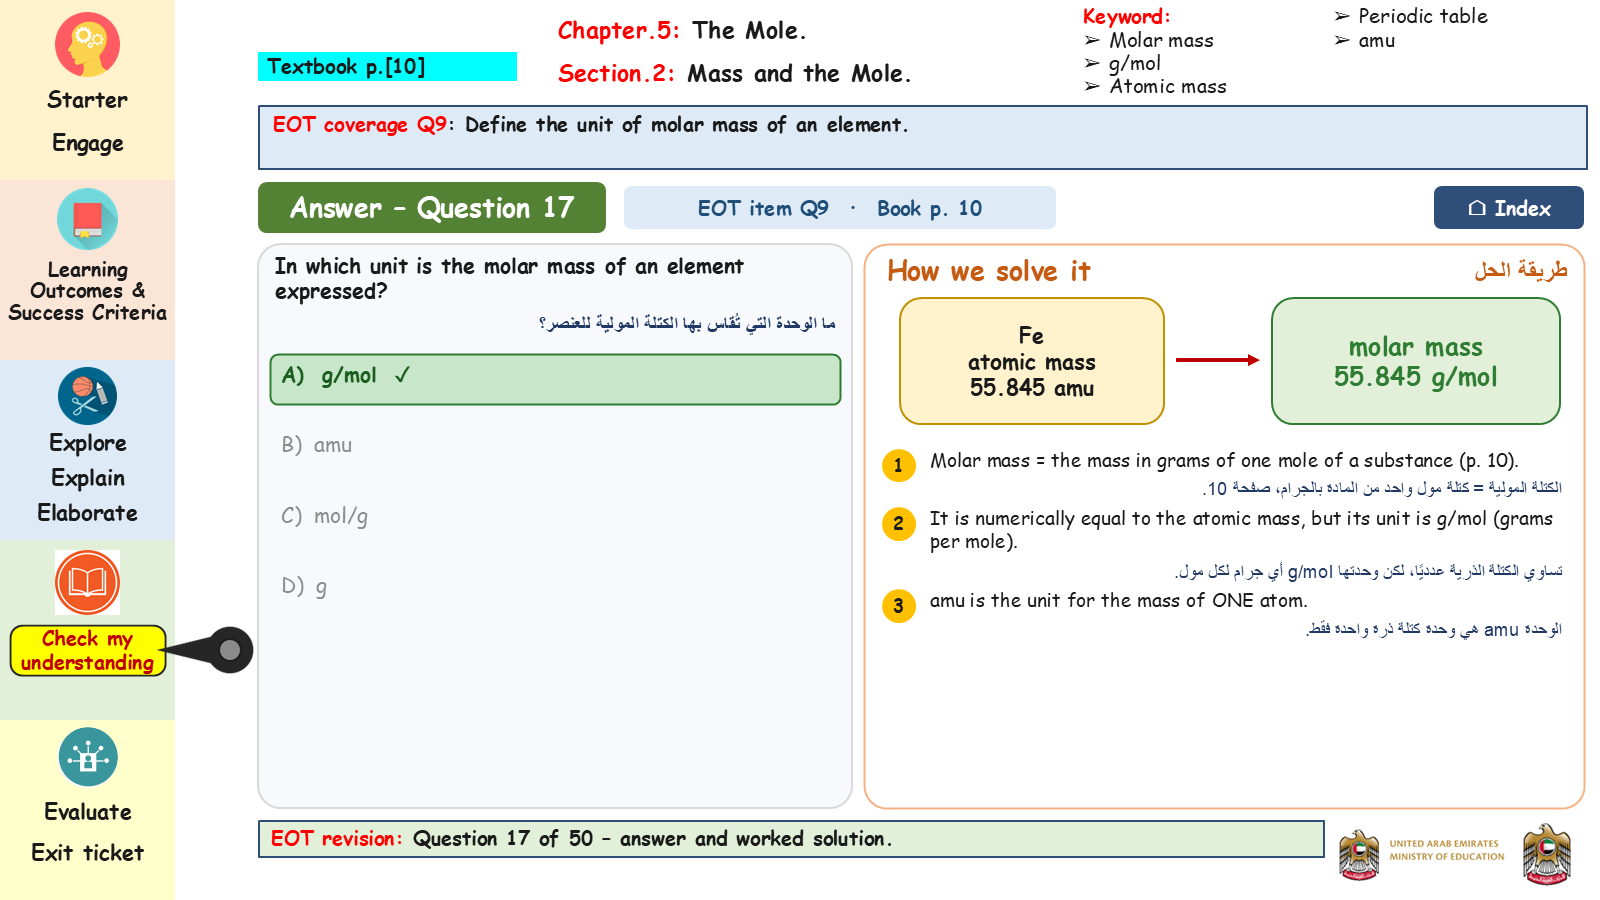 Starter
Engage
Learning
Outcomes &
Success Criteria
Explore
Explain
Elaborate
Check my
understanding
Evaluate
Exit ticket
Textbook p.[10]
Chapter.5: The Mole.
Section.2: Mass and the Mole.
Keyword:
➢ Molar mass
➢ g/mol
➢ Atomic mass
➢ Periodic table
➢ amu
EOT coverage Q9: Define the unit of molar mass of an element.
Answer – Question 17
EOT item Q9 · Book p. 10
Index
In which unit is the molar mass of an element
expressed?
ما الوحدة التي تُقاس بها الكتلة المولية للعنصر؟
A) g/mol ✓
B) amu
C) mol/g
D) g
How we solve it
طريقة الحل
Fe
atomic mass
55.845 amu
molar mass
55.845 g/mol
1 Molar mass = the mass in grams of one mole of a substance (p. 10).
الكتلة المولية = كتلة مول واحد من المادة بالجرام، صفحة 10.
2 It is numerically equal to the atomic mass, but its unit is g/mol (grams
per mole).
تساوي الكتلة الذرية عدديًا، لكن وحدتها g/mol أي جرام لكل مول.
3 amu is the unit for the mass of ONE atom.
الوحدة amu هي وحدة كتلة ذرة واحدة فقط.
EOT revision: Question 17 of 50 – answer and worked solution.
UNITED ARAB EMIRATES
MINISTRY OF EDUCATION